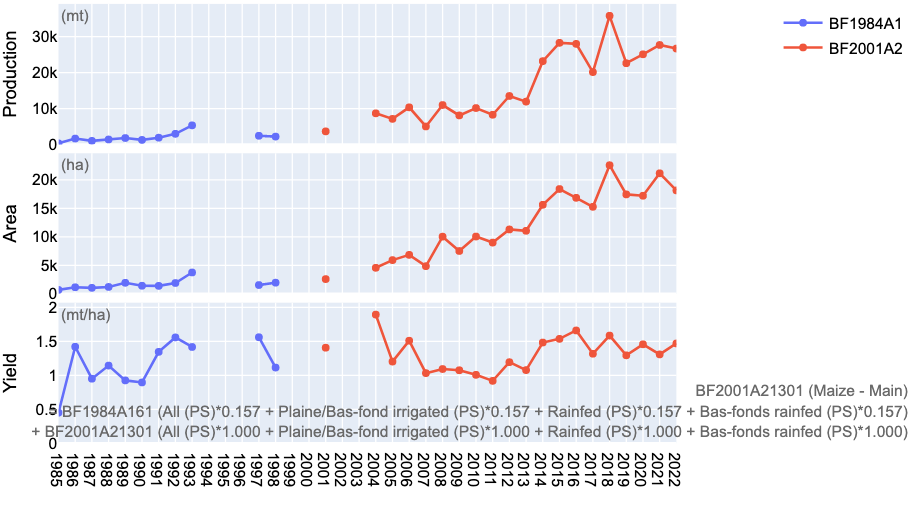 (mt)
Production
30k
20k
10k
0
BF1984A1
BF2001A2
(ha)
Area
20k
15k
10k
5k
0
(mt/ha)
Yield
2
1.5
1
0.5
0
BF2001A21301 (Maize - Main)
BF1984A161 (All (PS)*0.157 + Plaine/Bas-fond irrigated (PS)*0.157 + Rainfed (PS)*0.157 + Bas-fonds rainfed (PS)*0.157)
+ BF2001A21301 (All (PS)*1.000 + Plaine/Bas-fond irrigated (PS)*1.000 + Rainfed (PS)*1.000 + Bas-fonds rainfed (PS)*1.000)
1985 1986 1987 1988 1989 1990 1991 1992 1993 1994 1995 1996 1997 1998 1999 2000 2001 2002 2003 2004 2005 2006 2007 2008 2009 2010 2011 2012 2013 2014 2015 2016 2017 2018 2019 2020 2021 2022